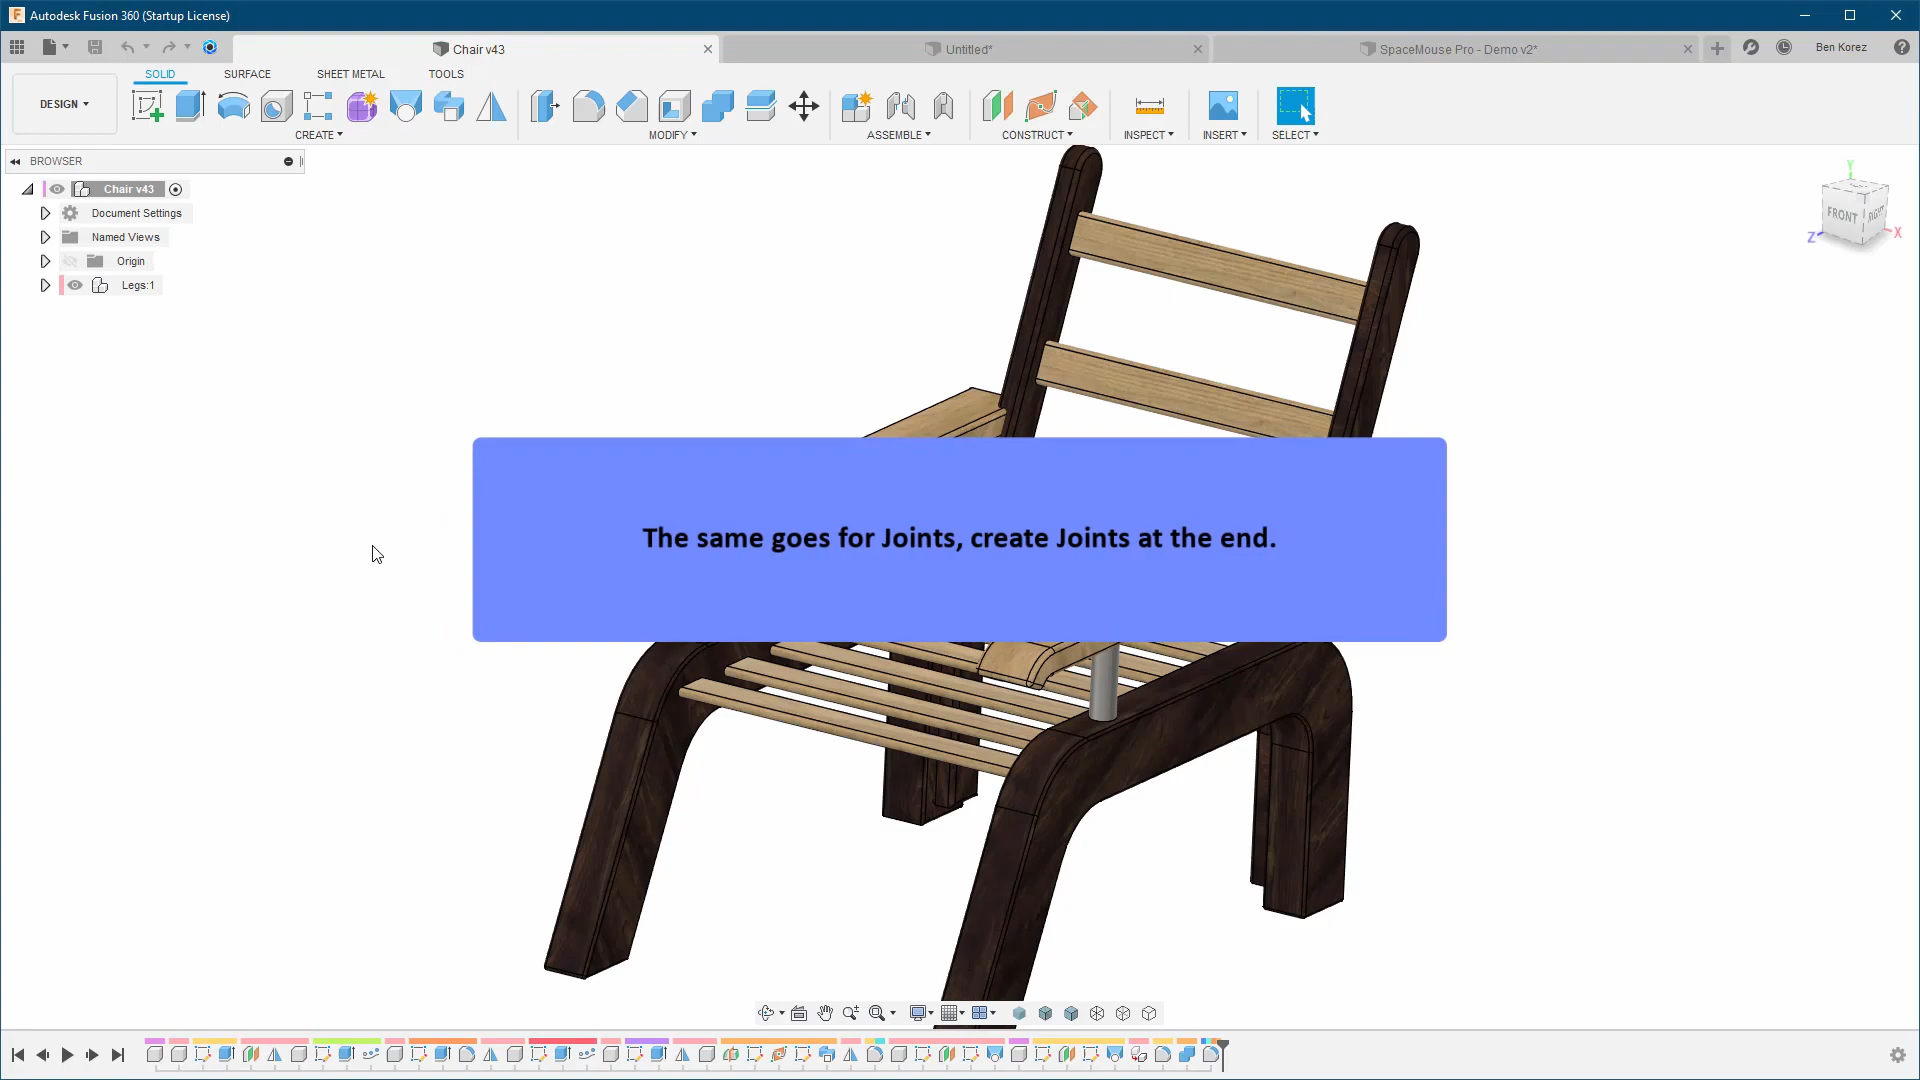 Autodesk Fusion 360 (Startup License)
Chair v43
Untitled*
SpaceMouse Pro - Demo v2*
Ben Korez
SOLID
SURFACE
SHEET METAL
TOOLS
DESIGN
CREATE
MODIFY
ASSEMBLE
CONSTRUCT
INSPECT
INSERT
SELECT
BROWSER
Chair v43
Document Settings
Named Views
Origin
Legs:1
Y
FRONT
RIGHT
Z
X
The same goes for Joints, create Joints at the end.